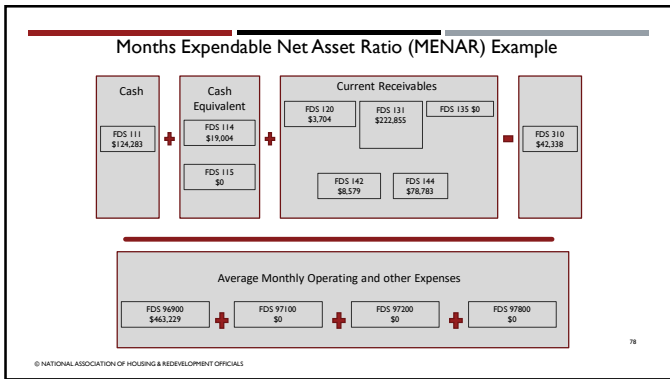 Months Expendable Net Asset Ratio (MENAR) Example
Cash
FDS 111
$124,283
Cash
Equivalent
FDS 114
$19,004
FDS 115
$0
Current Receivables
FDS 120
$3,704
FDS 131
$222,855
FDS 135 $0
FDS 142
$8,579
FDS 144
$78,783
FDS 310
$42,338
Average Monthly Operating and other Expenses
FDS 96900
$463,229
FDS 97100
$0
FDS 97200
$0
FDS 97800
$0
78
© NATIONAL ASSOCIATION OF HOUSING & REDEVELOPMENT OFFICIALS